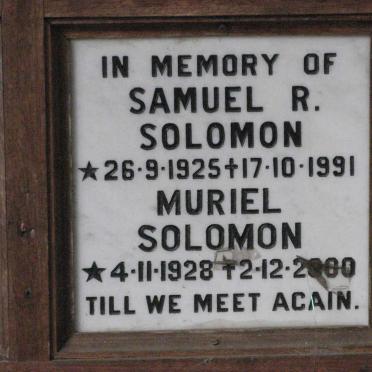 IN MEMORY OF
SAMUEL R.
SOLOMON
★26·9·1925✝17·10·1991
MURIEL
SOLOMON
★4·11·1928 ✝2·12·2000
TILL WE MEET ACAIN.